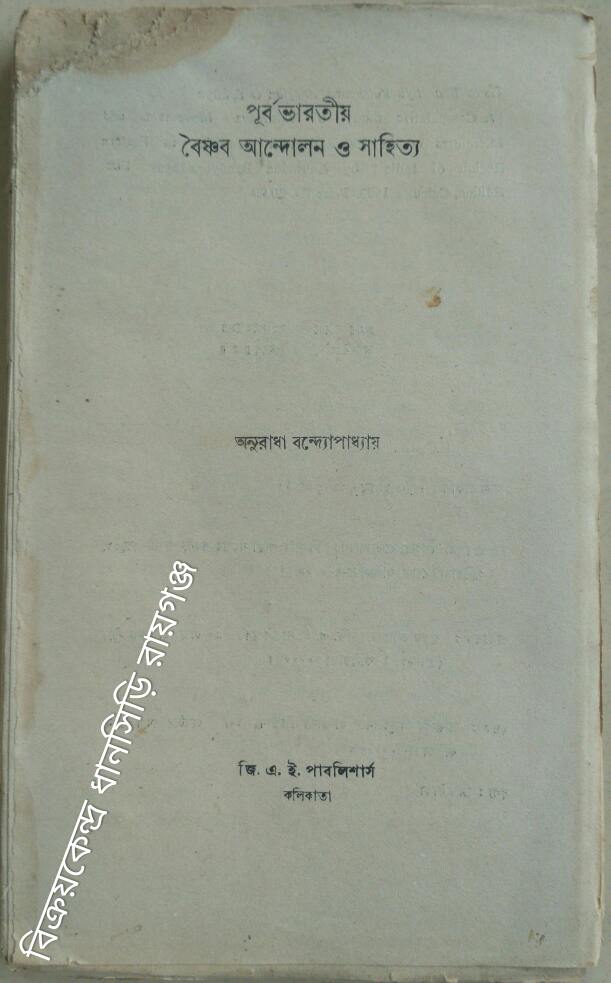 পূর্ব ভারতীয়
বৈষ্ণব আন্দোলন ও সাহিত্য
অনুরাধা বন্দ্যোপাধ্যায়
জি. এ. ই. পাবলিশার্স
কলিকাতা
বিক্রয়কেন্দ্র ধানসিড়ি রায়গঞ্জ